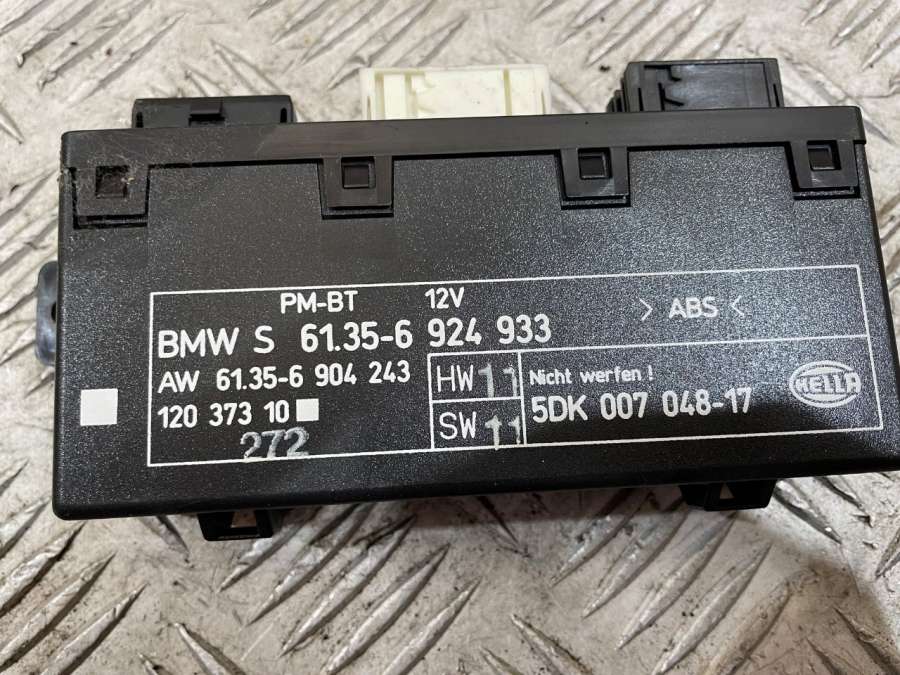 PM-BT 12V > ABS <
BMW S 61.35-6 924 933
AW 61.35-6 904 243
120 373 10
272
HW 11
SW 11
Nicht werfen !
5DK 007 048-17
HELLA